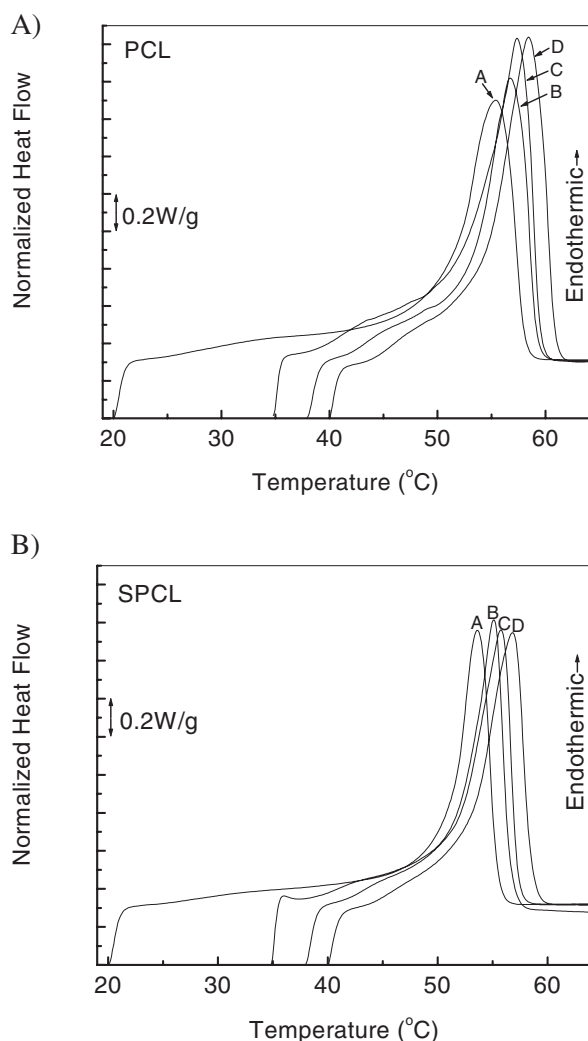 A)
PCL
A
D
C
B
Normalized Heat Flow
0.2W/g
Endothermic→
20 30 40 50 60
Temperature (°C)
B)
SPCL
A B C D
Normalized Heat Flow
0.2W/g
Endothermic→
20 30 40 50 60
Temperature (°C)